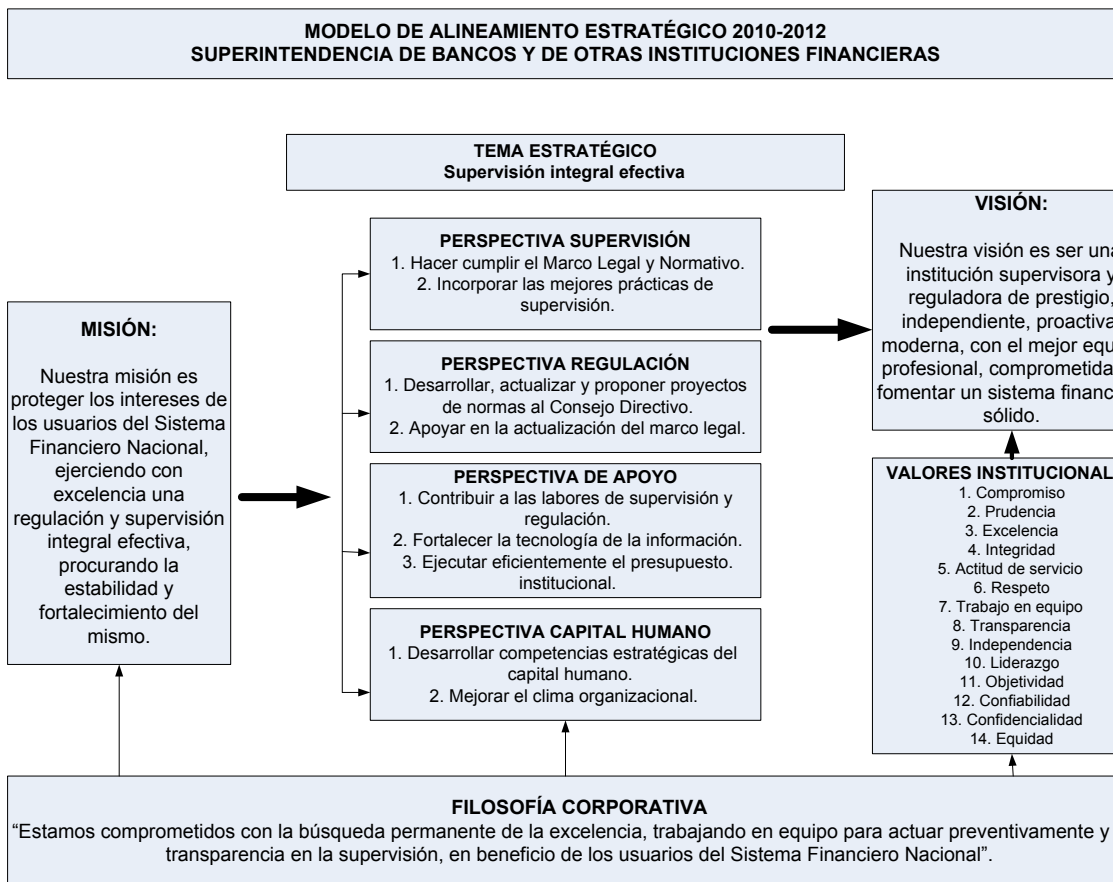 MODELO DE ALINEAMIENTO ESTRATÉGICO 2010-2012
SUPERINTENDENCIA DE BANCOS Y DE OTRAS INSTITUCIONES FINANCIERAS
TEMA ESTRATÉGICO
Supervisión integral efectiva
MISIÓN:
Nuestra misión es
proteger los intereses de
los usuarios del Sistema
Financiero Nacional,
ejerciendo con
excelencia una
regulación y supervisión
integral efectiva,
procurando la
estabilidad y
fortalecimiento del
mismo.
PERSPECTIVA SUPERVISIÓN
1. Hacer cumplir el Marco Legal y Normativo.
2. Incorporar las mejores prácticas de
supervisión.
PERSPECTIVA REGULACIÓN
1. Desarrollar, actualizar y proponer proyectos
de normas al Consejo Directivo.
2. Apoyar en la actualización del marco legal.
PERSPECTIVA DE APOYO
1. Contribuir a las labores de supervisión y
regulación.
2. Fortalecer la tecnología de la información.
3. Ejecutar eficientemente el presupuesto.
institucional.
PERSPECTIVA CAPITAL HUMANO
1. Desarrollar competencias estratégicas del
capital humano.
2. Mejorar el clima organizacional.
VISIÓN:
Nuestra visión es ser una
institución supervisora y
reguladora de prestigio,
independiente, proactiva
moderna, con el mejor
profesional, comprometida
fomentar un sistema
sólido.
VALORES
1. Compromiso
2. Prudencia
3. Excelencia
4. Integridad
5. Actitud de servicio
6. Respeto
7. Trabajo en equipo
8. Transparencia
9. Independencia
10. Liderazgo
11. Objetividad
12. Confiabilidad
13. Confidencialidad
14. Equidad
FILOSOFÍA CORPORATIVA
“Estamos comprometidos con la búsqueda permanente de la excelencia, trabajando en equipo para actuar preventivamente y
transparencia en la supervisión, en beneficio de los usuarios del Sistema Financiero Nacional”.